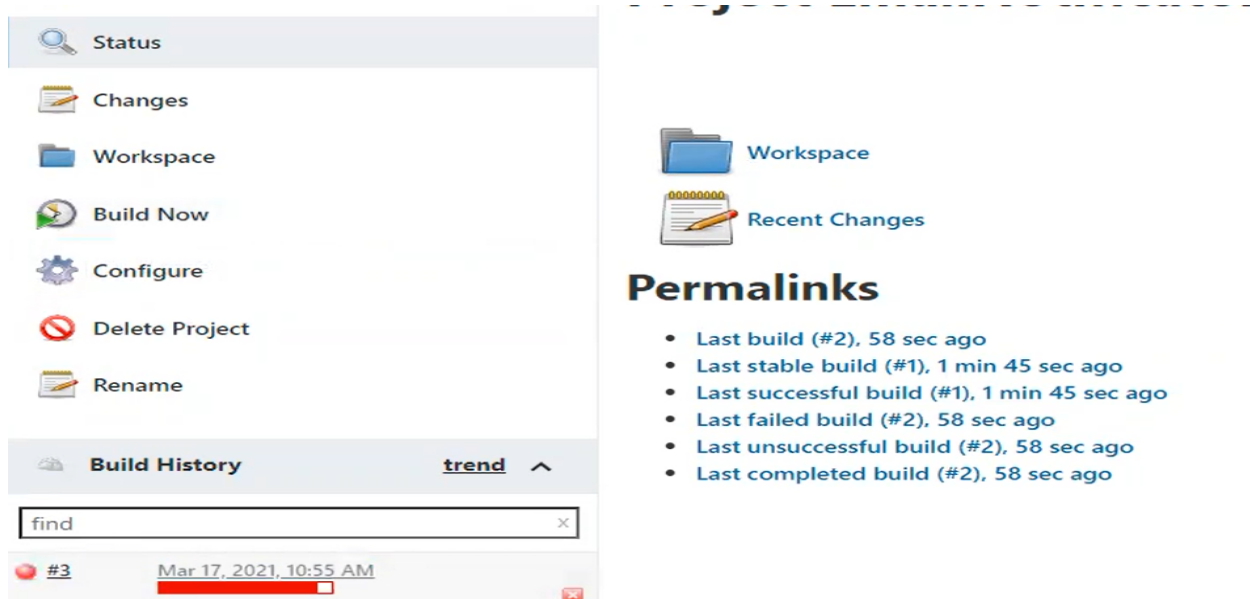 Status
Changes
Workspace
Build Now
Configure
Delete Project
Rename
Build History trend
find
#3 Mar 17, 2021, 10:55 AM
Workspace
Recent Changes
Permalinks
Last build (#2), 58 sec ago
Last stable build (#1), 1 min 45 sec ago
Last successful build (#1), 1 min 45 sec ago
Last failed build (#2), 58 sec ago
Last unsuccessful build (#2), 58 sec ago
Last completed build (#2), 58 sec ago